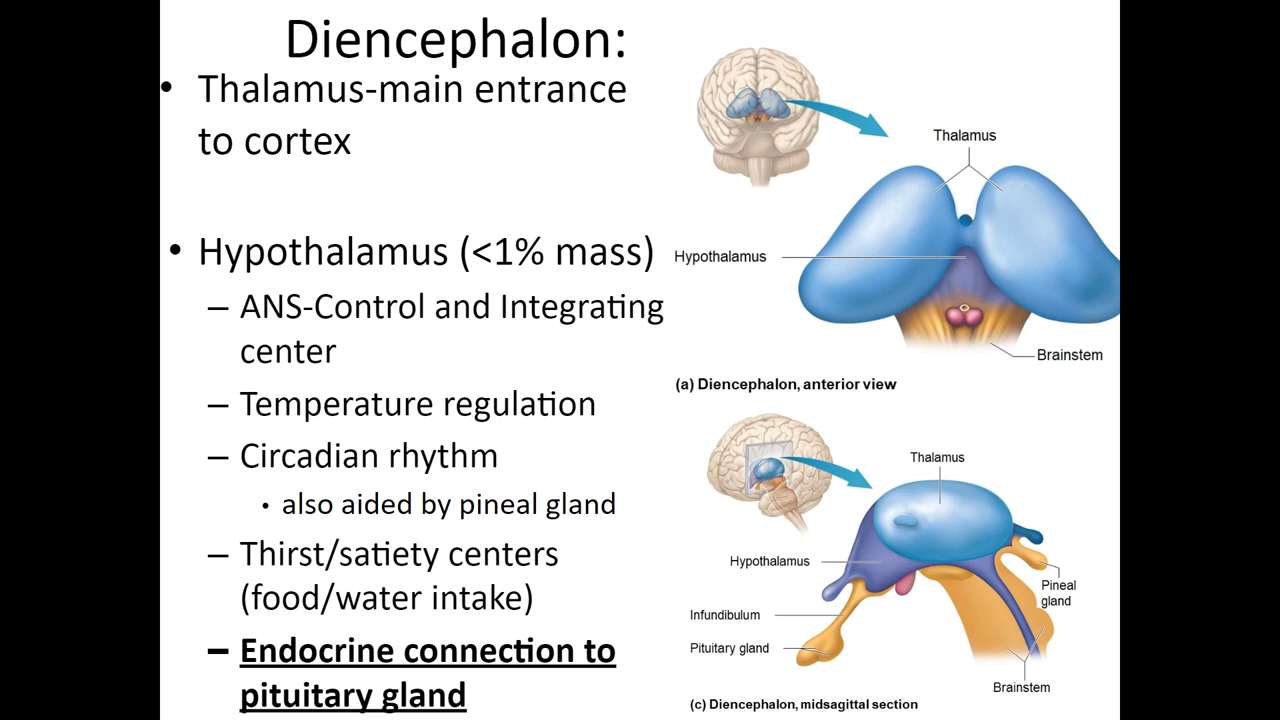 Diencephalon:
• Thalamus-main entrance
to cortex
• Hypothalamus (<1% mass)
– ANS-Control and Integrating
center
– Temperature regulation
– Circadian rhythm
• also aided by pineal gland
– Thirst/satiety centers
(food/water intake)
– Endocrine connection to
pituitary gland
Thalamus
Hypothalamus
Brainstem
(a) Diencephalon, anterior view
Thalamus
Hypothalamus
Pineal
gland
Infundibulum
Pituitary gland
Brainstem
(c) Diencephalon, midsagittal section